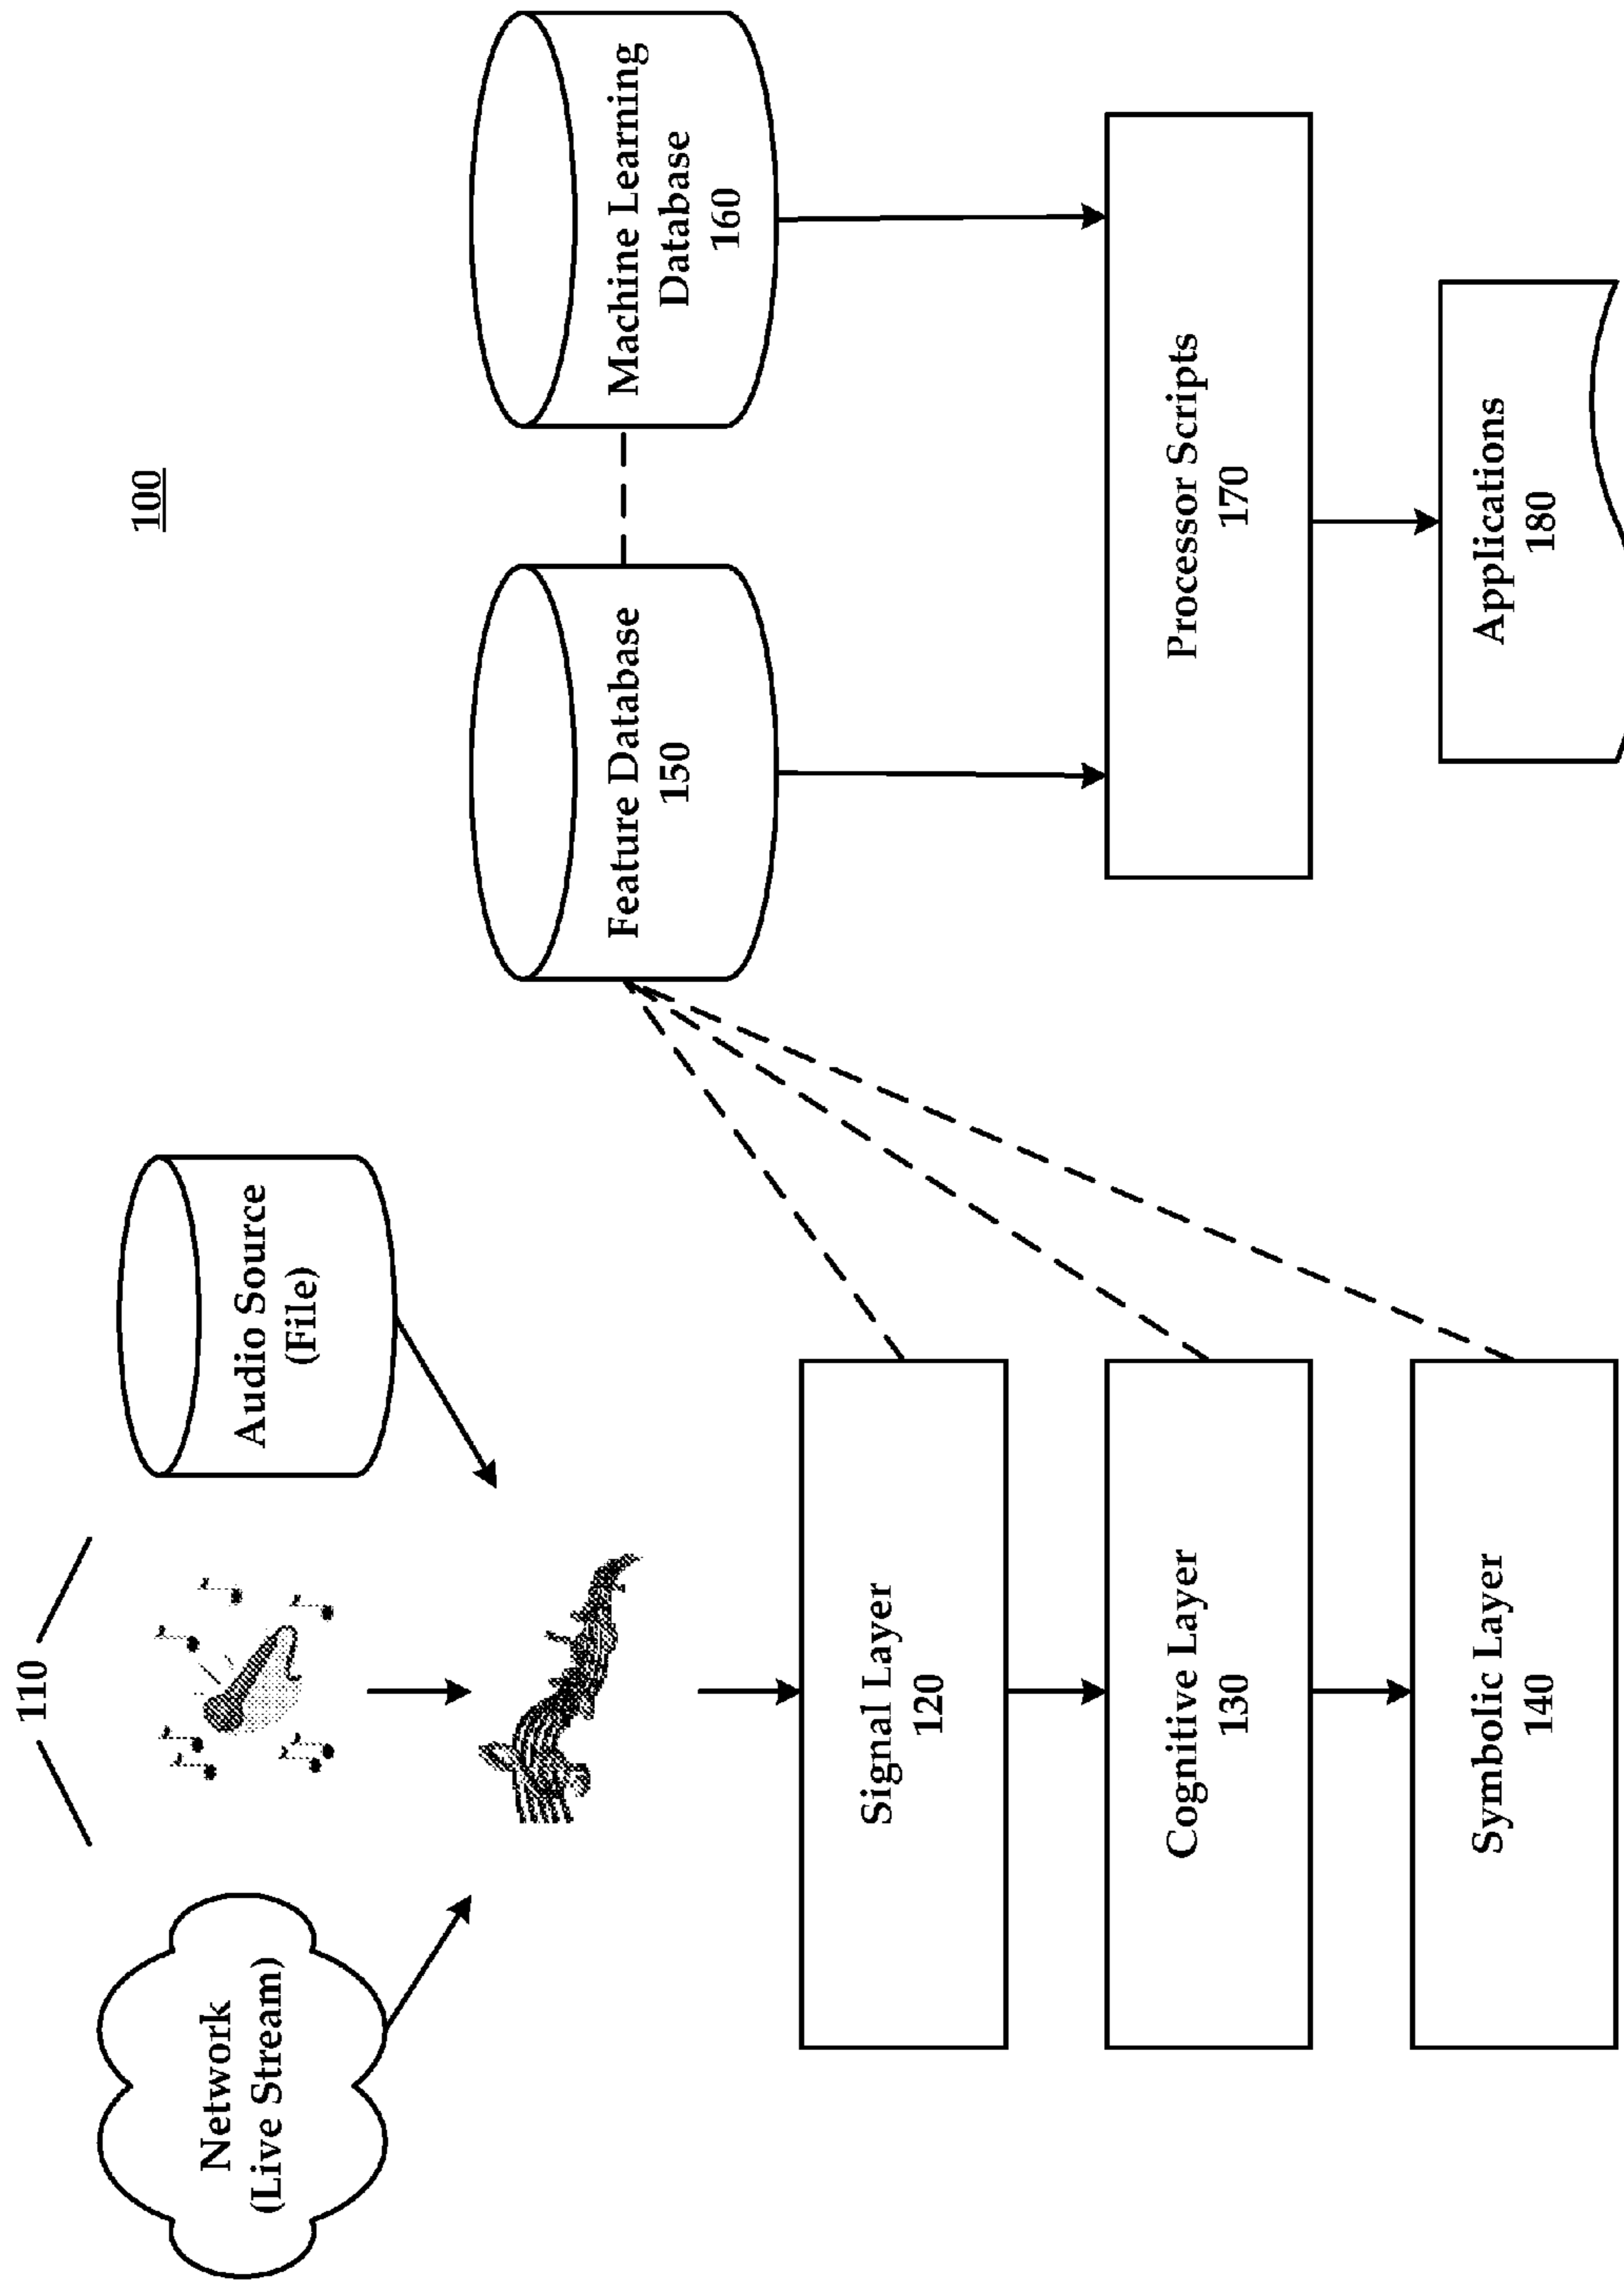 100
110
Network
(Live Stream)
Audio Source
(File)
Signal Layer
120
Cognitive Layer
130
Symbolic Layer
140
Feature Database
150
Machine Learning
Database
160
Processor Scripts
170
Applications
180